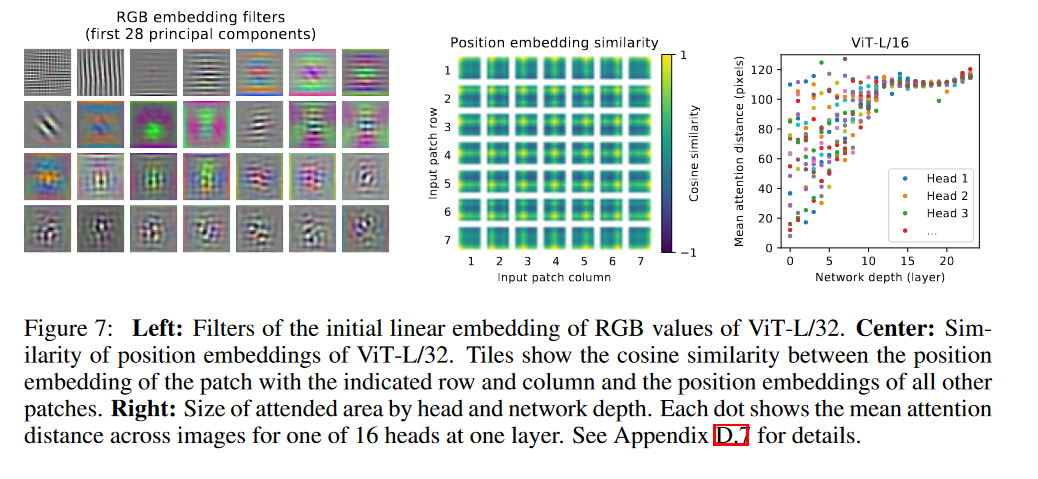 RGB embedding filters
(first 28 principal components)
Position embedding similarity
1
2
3
4
5
6
7
Input patch row
1 2 3 4 5 6 7
Input patch column
1
−1
Cosine similarity
ViT-L/16
120
100
80
60
40
20
0
Mean attention distance (pixels)
Head 1
Head 2
Head 3
...
0 5 10 15 20
Network depth (layer)
Figure 7: Left: Filters of the initial linear embedding of RGB values of ViT-L/32. Center: Sim-
ilarity of position embeddings of ViT-L/32. Tiles show the cosine similarity between the position
embedding of the patch with the indicated row and column and the position embeddings of all other
patches. Right: Size of attended area by head and network depth. Each dot shows the mean attention
distance across images for one of 16 heads at one layer. See Appendix D.7 for details.